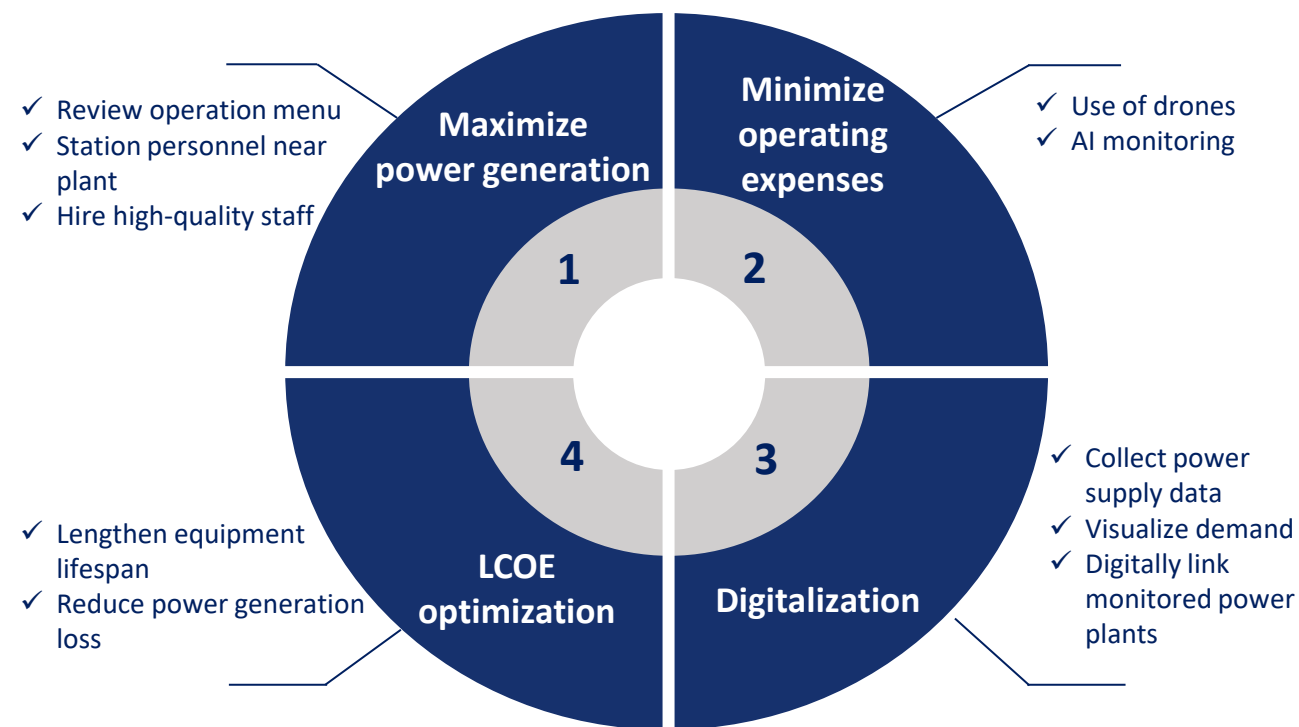 ✓ Review operation menu
✓ Station personnel near
plant
✓ Hire high-quality staff
Maximize
power generation
1
Minimize
operating
expenses
2
✓ Use of drones
✓ AI monitoring
4
LCOE
optimization
✓ Lengthen equipment
lifespan
✓ Reduce power generation
loss
3
Digitalization
✓ Collect power
supply data
✓ Visualize demand
✓ Digitally link
monitored power
plants